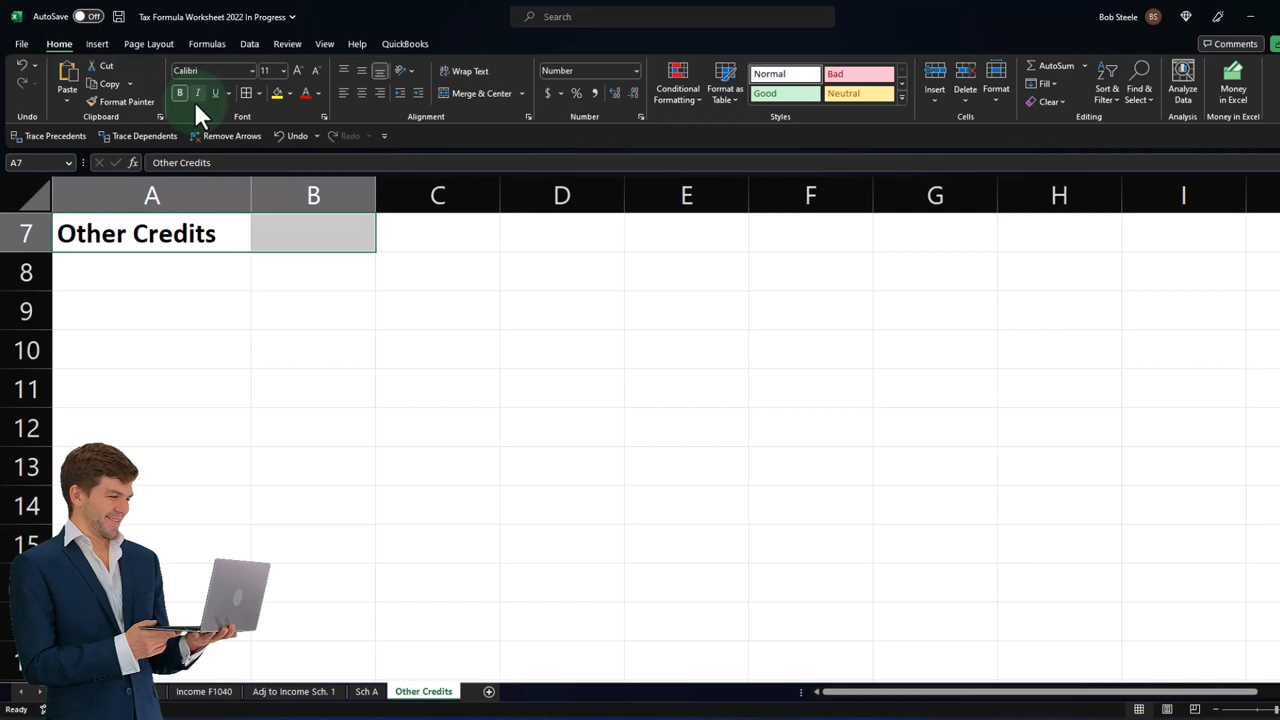 AutoSave Off Tax Formula Worksheet 2022 In Progress Search Bob Steele BS
File Home Insert Page Layout Formulas Data Review View Help QuickBooks Comments
Paste Cut Copy Format Painter Calibri 11 B I U Wrap Text Merge & Center Number $ % Conditional Formatting Format as Table Normal Bad Good Neutral Insert Delete Format AutoSum Fill Clear Sort & Filter Find & Select Analyze Data Money in Excel
Undo Clipboard Font Alignment Number Styles Cells Editing Analysis Money in Excel
Trace Precedents Trace Dependents Remove Arrows Undo Redo
A7 fx Other Credits
A B C D E F G H I
7 Other Credits
8
9
10
11
12
13
14
15
Income F1040 Adj to Income Sch. 1 Sch A Other Credits
Ready